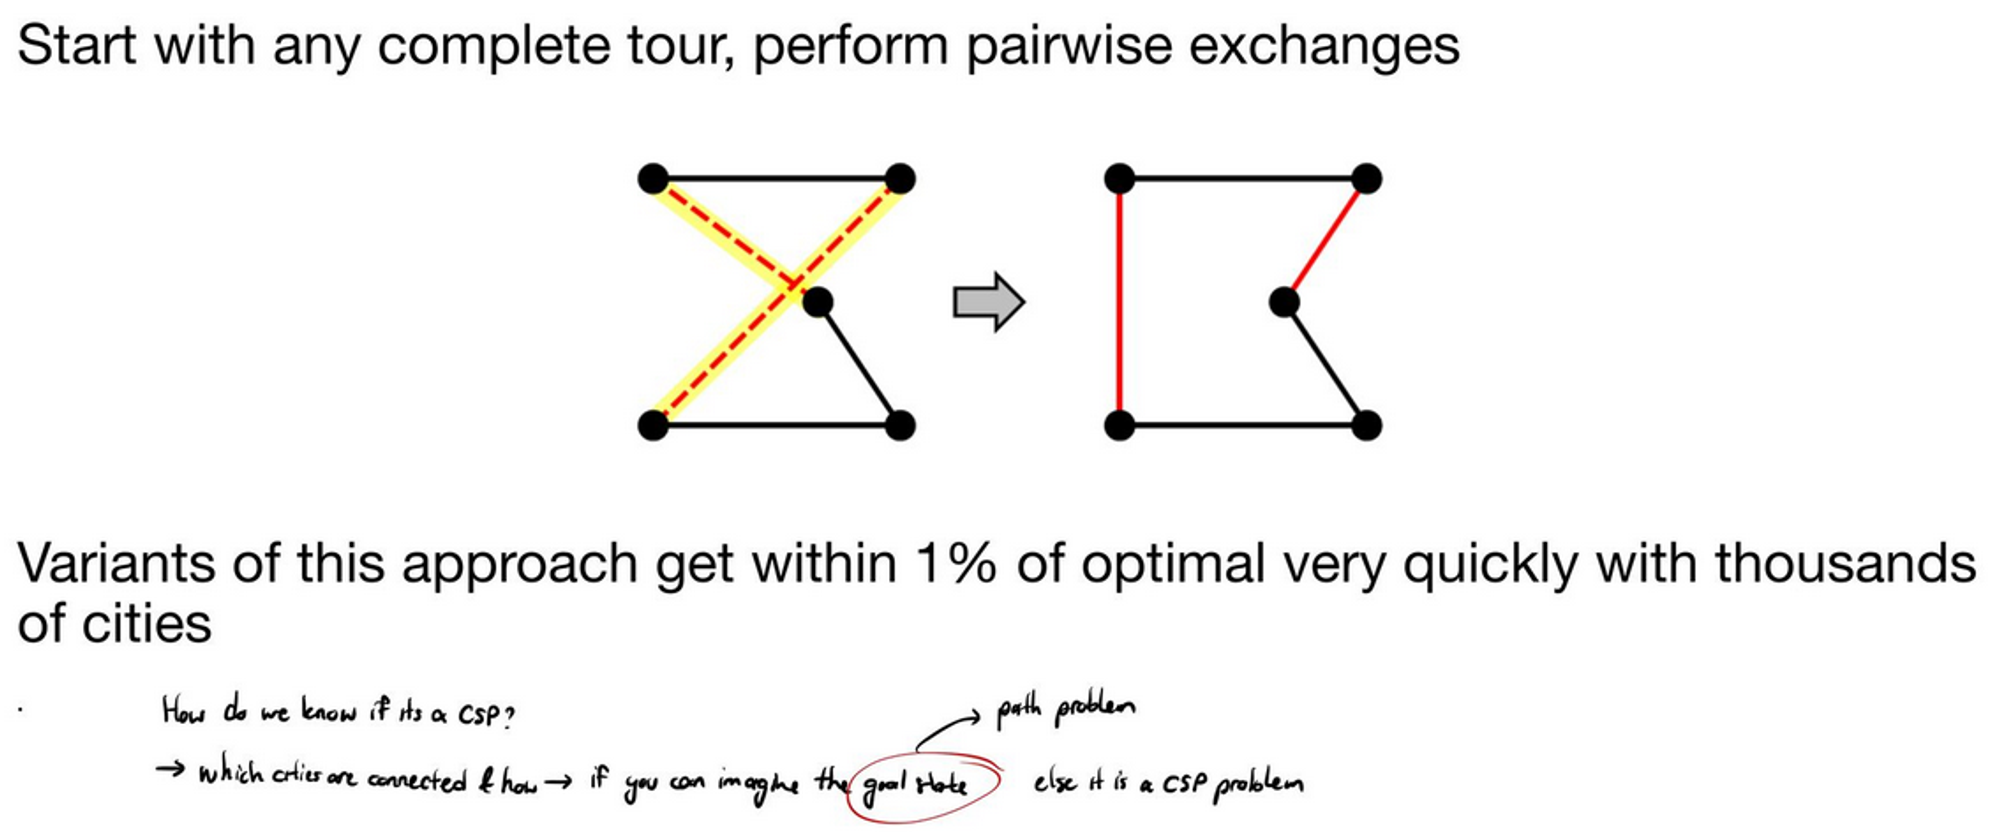 Start with any complete tour, perform pairwise exchanges
Variants of this approach get within 1% of optimal very quickly with thousands
of cities
How do we know if its a CSP?
path problem
→ which cities are connected & how → if you can imagine the goal state else it is a CSP problem